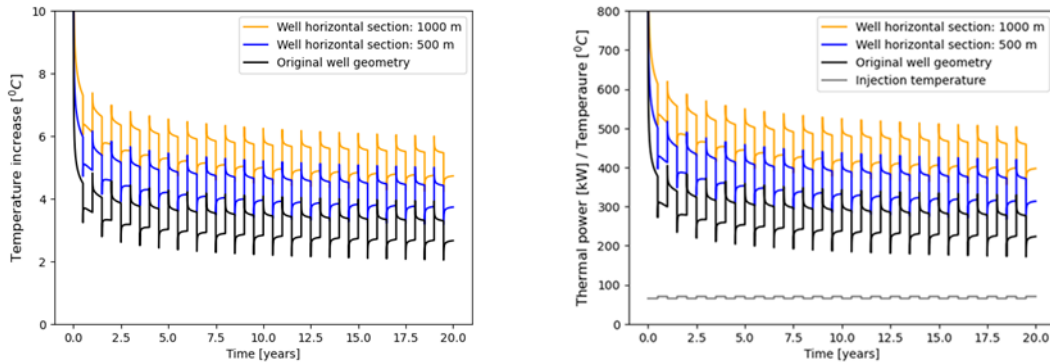 Temperature increase [⁰C]
10
8
6
4
2
0
Well horizontal section: 1000 m
Well horizontal section: 500 m
Original well geometry
0.0 2.5 5.0 7.5 10.0 12.5 15.0 17.5 20.0
Time [years]
Thermal power [kW] / Temperaure [⁰C]
800
700
600
500
400
300
200
100
0
Well horizontal section: 1000 m
Well horizontal section: 500 m
Original well geometry
Injection temperature
0.0 2.5 5.0 7.5 10.0 12.5 15.0 17.5 20.0
Time [years]